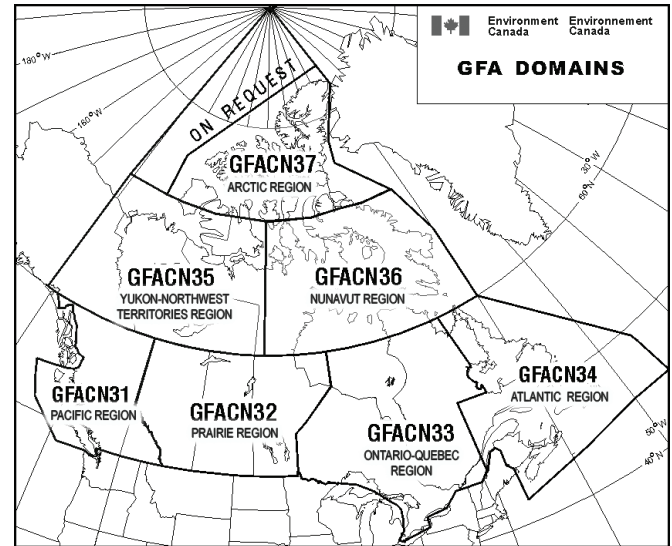 Environment Environnement
Canada Canada
GFA DOMAINS
180°W
160°W
ON REQUEST
GFACN37
ARCTIC REGION
30°W
60°N
GFACN35
YUKON-NORTHWEST
TERRITORIES REGION
GFACN36
NUNAVUT REGION
GFACN31
PACIFIC REGION
GFACN32
PRAIRIE REGION
GFACN33
ONTARIO-QUEBEC
REGION
GFACN34
ATLANTIC REGION
50°W
40°N